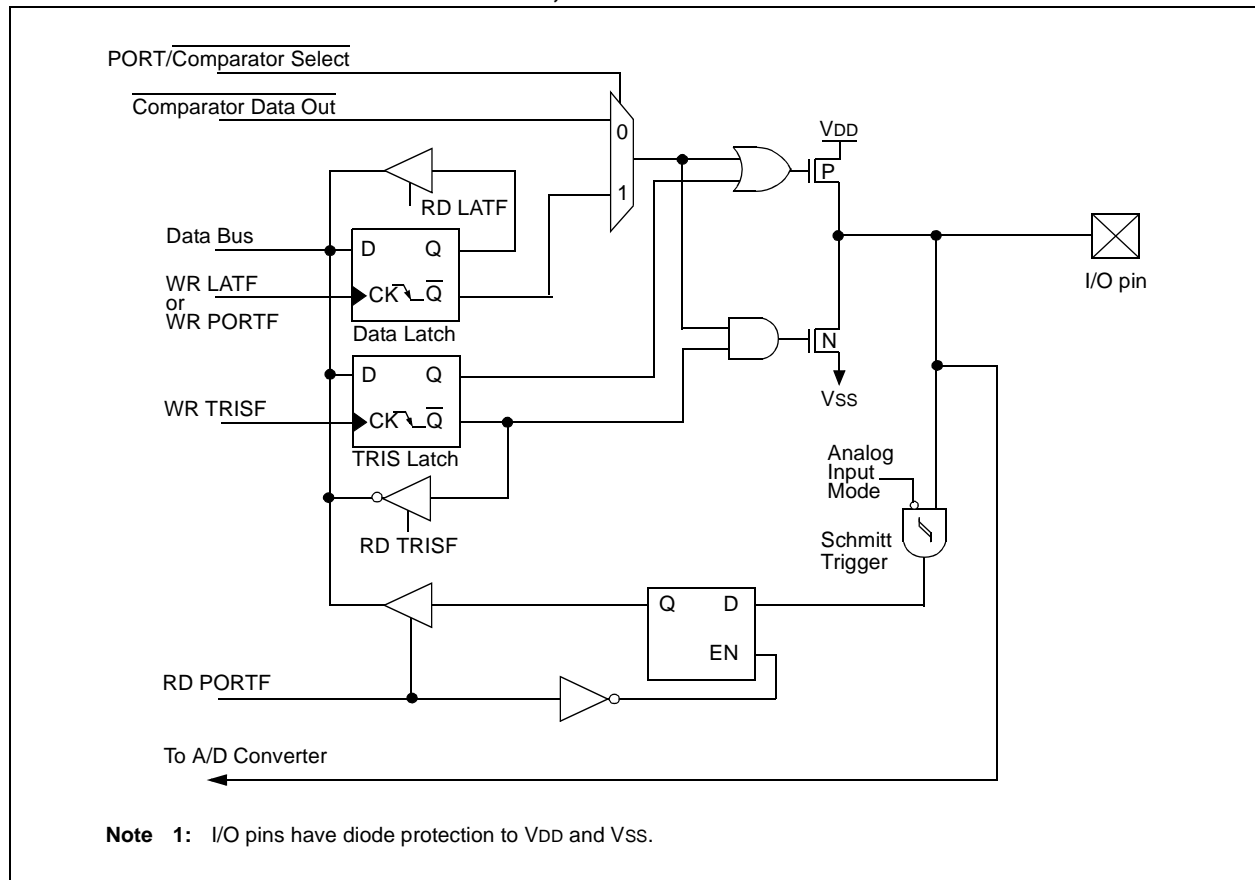 PORT/Comparator Select
Comparator Data Out
0
1
VDD
P
RD LATF
Data Bus
D Q
WR LATF
or
WR PORTF
CK Q
Data Latch
I/O pin
N
VSS
D Q
WR TRISF
CK Q
TRIS Latch
Analog
Input
Mode
RD TRISF
Schmitt
Trigger
Q D
EN
RD PORTF
To A/D Converter
Note 1: I/O pins have diode protection to VDD and VSS.